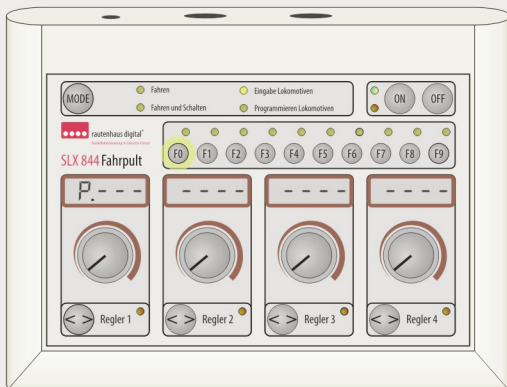 MODE
Fahren
Fahren und Schalten
Eingabe Lokomotiven
Programmieren Lokomotiven
ON
OFF
rautenhaus digital®
SLX 844 Fahrpult
F0 F1 F2 F3 F4 F5 F6 F7 F8 F9
P.--- ---- ---- ----
< > Regler 1
< > Regler 2
< > Regler 3
< > Regler 4